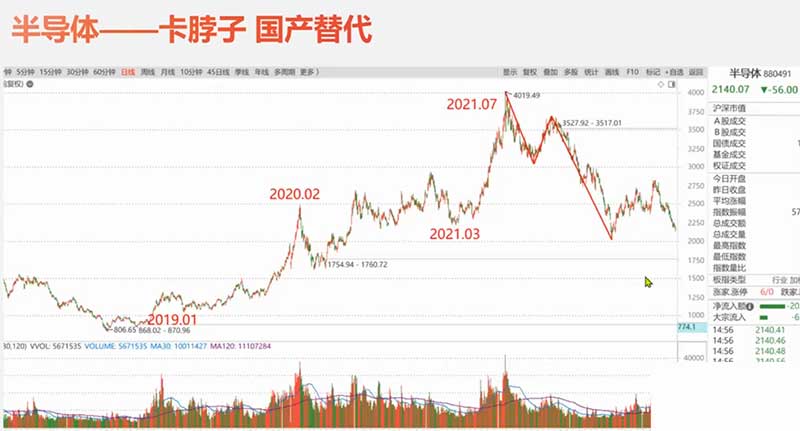 半导体——卡脖子 国产替代
钟 5分钟 15分钟 30分钟 60分钟 日线 周线 月线 10分钟 45日线 季线 年线 多周期 更多 〉
显示 复权 叠加 多股 统计 画线 F10 标记 +自选 返回
半导体 880491
2140.07 ▼-56.00
沪深市值
A股成交
B股成交
国债成交
基金成交
权证成交
今日开盘
昨日收盘
平均涨幅
指数振幅 57
总成交额
总成交量
最高指数
最低指数
指数量比
板指类型 行业 加权
涨家.涨停 6/0 跌家.
净流入额 -20
大宗流入 -6
14:56 2140.41
14:56 2140.46
14:56 2140.48
14:56 2140.56
4000
3500
3000
2750
2500
2250
2000
1750
1500
1250
1000
774.1
40000
2021.07
4019.49
3527.92 - 3517.01
2020.02
2021.03
1754.94 - 1760.72
2019.01
806.65
868.02 - 870.96
30,120) VVOL: 5671535 VOLUME: 5671535 MA30: 10011427 MA120: 11107284